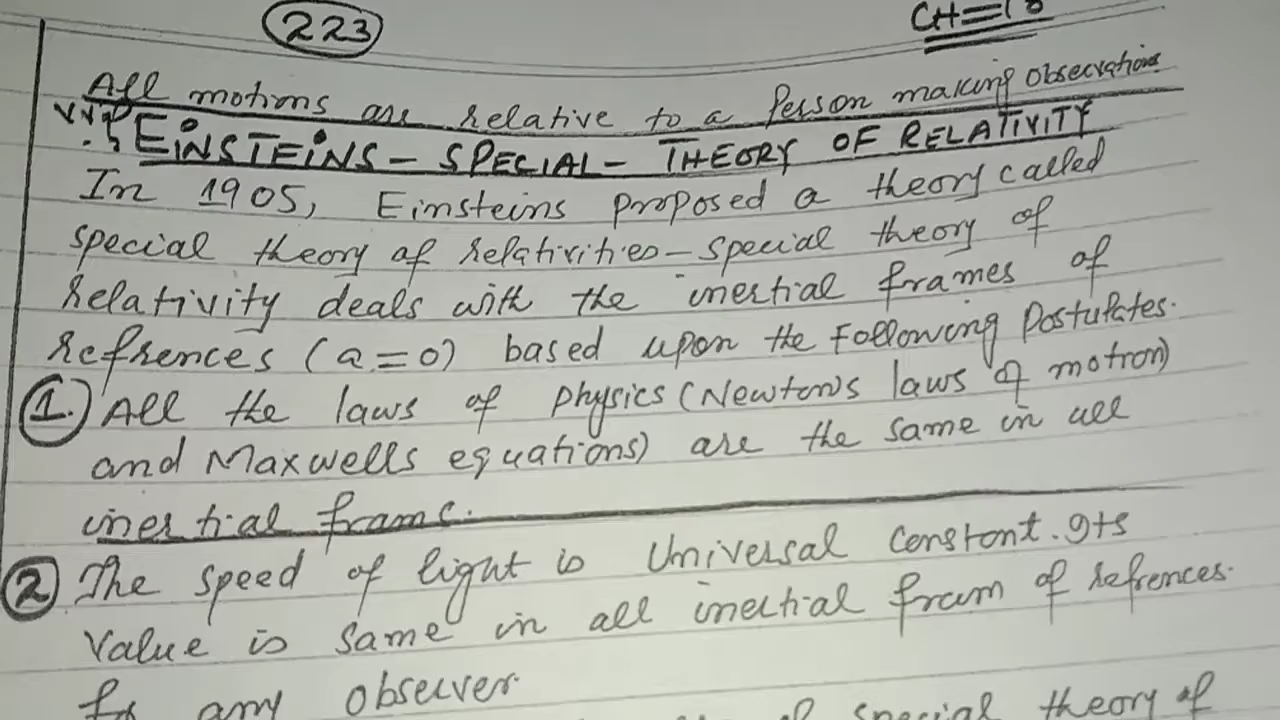 223
CH=18
All motions are relative to a Person making Observations
VVIP
EINSTEINS - SPECIAL - THEORY OF RELATIVITY
In 1905, Einsteins proposed a theory called
special theory of relativities - special theory of
relativity deals with the inertial frames of
refrences (a=0) based upon the following Postulates.
1. All the laws of physics (Newton's laws of motion)
and Maxwells equations) are the same in all
inertial frame.
2 The speed of light is Universal constant. Its
Value is same in all inertial fram of refrences.
for any observer.
special theory of